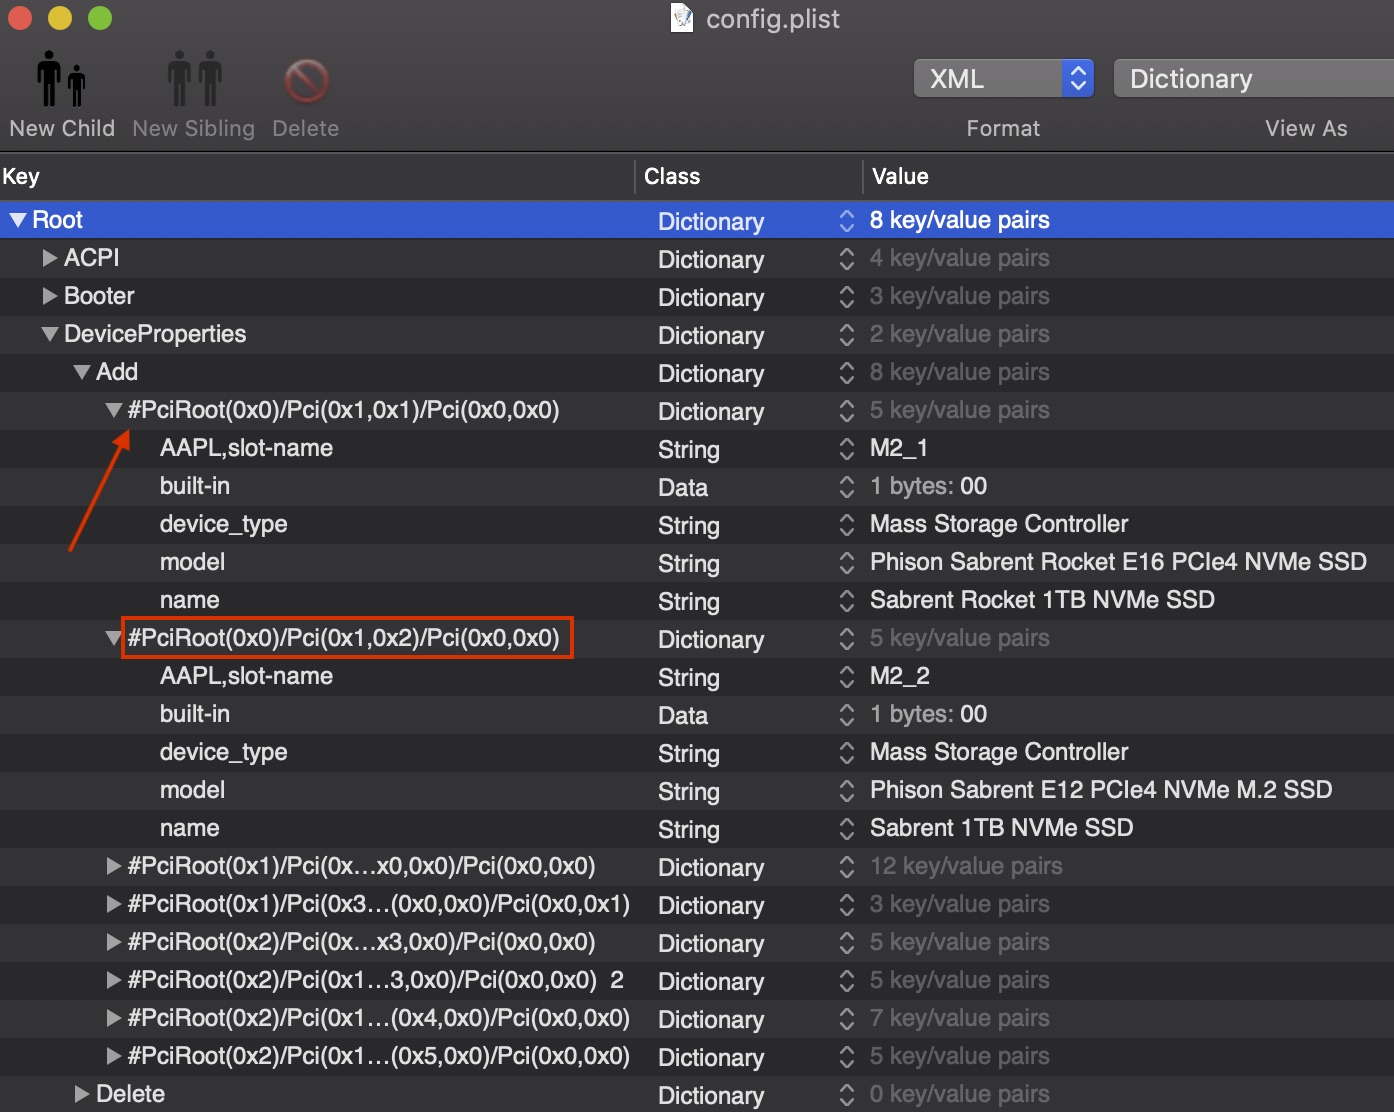 config.plist
New Child New Sibling Delete XML Format Dictionary View As
Key Class Value
Root Dictionary 8 key/value pairs
ACPI Dictionary 4 key/value pairs
Booter Dictionary 3 key/value pairs
DeviceProperties Dictionary 2 key/value pairs
Add Dictionary 8 key/value pairs
#PciRoot(0x0)/Pci(0x1,0x1)/Pci(0x0,0x0) Dictionary 5 key/value pairs
AAPL,slot-name String M2_1
built-in Data 1 bytes: 00
device_type String Mass Storage Controller
model String Phison Sabrent Rocket E16 PCIe4 NVMe SSD
name String Sabrent Rocket 1TB NVMe SSD
#PciRoot(0x0)/Pci(0x1,0x2)/Pci(0x0,0x0) Dictionary 5 key/value pairs
AAPL,slot-name String M2_2
built-in Data 1 bytes: 00
device_type String Mass Storage Controller
model String Phison Sabrent E12 PCIe4 NVMe M.2 SSD
name String Sabrent 1TB NVMe SSD
#PciRoot(0x1)/Pci(0x…x0,0x0)/Pci(0x0,0x0) Dictionary 12 key/value pairs
#PciRoot(0x1)/Pci(0x3…(0x0,0x0)/Pci(0x0,0x1) Dictionary 3 key/value pairs
#PciRoot(0x2)/Pci(0x…x3,0x0)/Pci(0x0,0x0) Dictionary 5 key/value pairs
#PciRoot(0x2)/Pci(0x1…3,0x0)/Pci(0x0,0x0) 2 Dictionary 5 key/value pairs
#PciRoot(0x2)/Pci(0x1…(0x4,0x0)/Pci(0x0,0x0) Dictionary 7 key/value pairs
#PciRoot(0x2)/Pci(0x1…(0x5,0x0)/Pci(0x0,0x0) Dictionary 5 key/value pairs
Delete Dictionary 0 key/value pairs